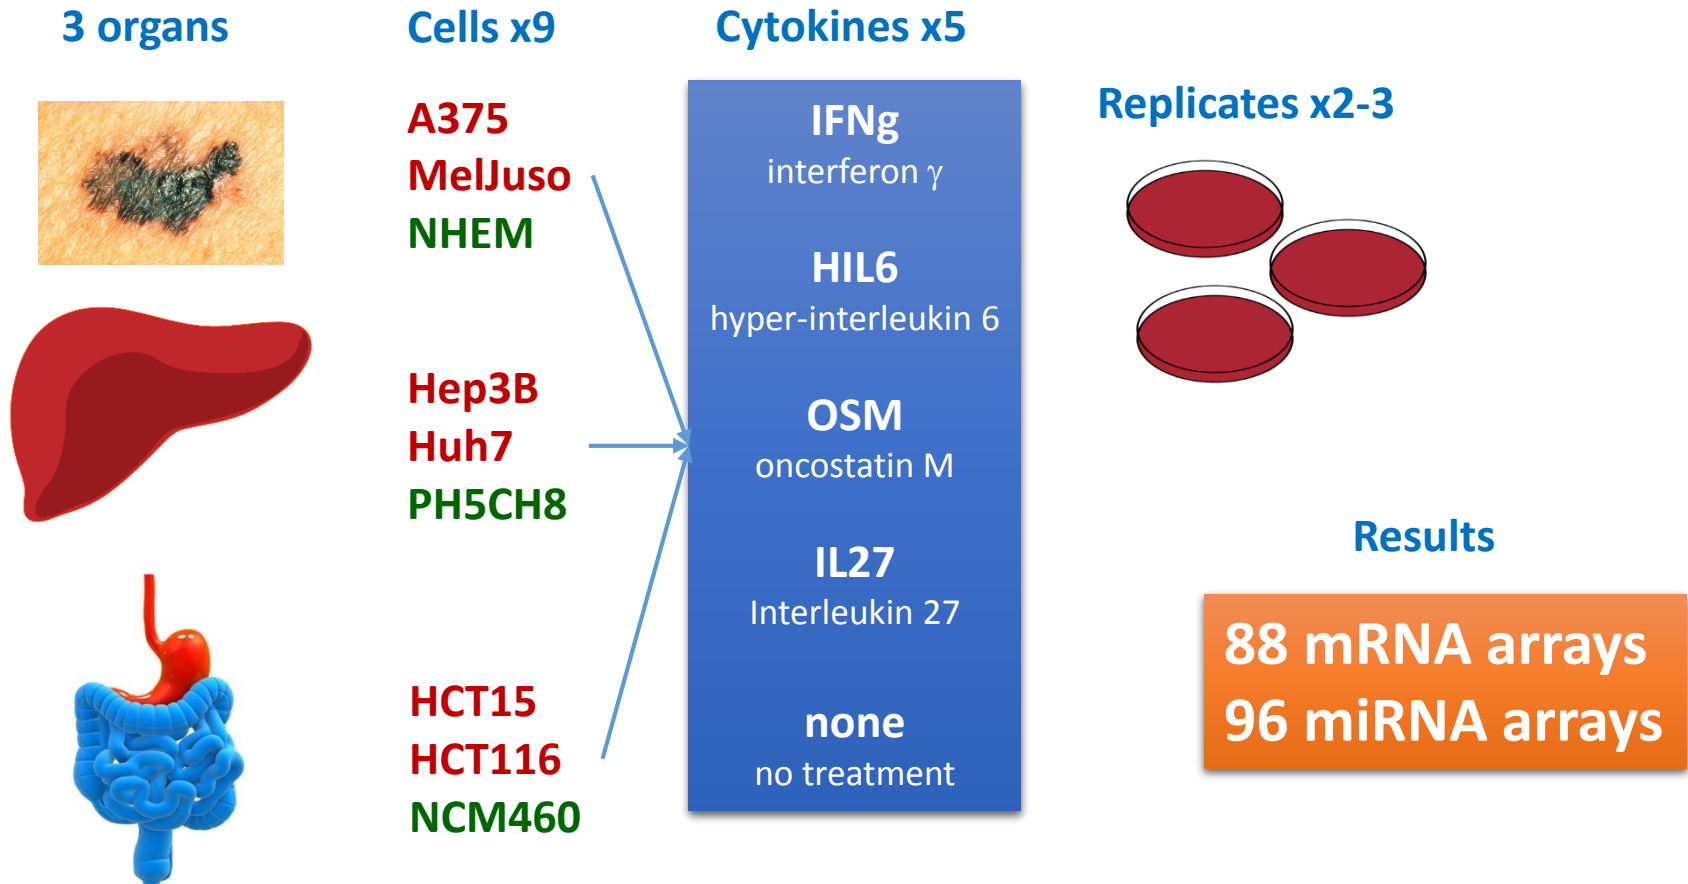 3 organs
Cells x9
A375
MelJuso
NHEM
Hep3B
Huh7
PH5CH8
HCT15
HCT116
NCM460
Cytokines x5
IFNg
interferon γ
HIL6
hyper-interleukin 6
OSM
oncostatin M
IL27
Interleukin 27
none
no treatment
Replicates x2-3
Results
88 mRNA arrays
96 miRNA arrays